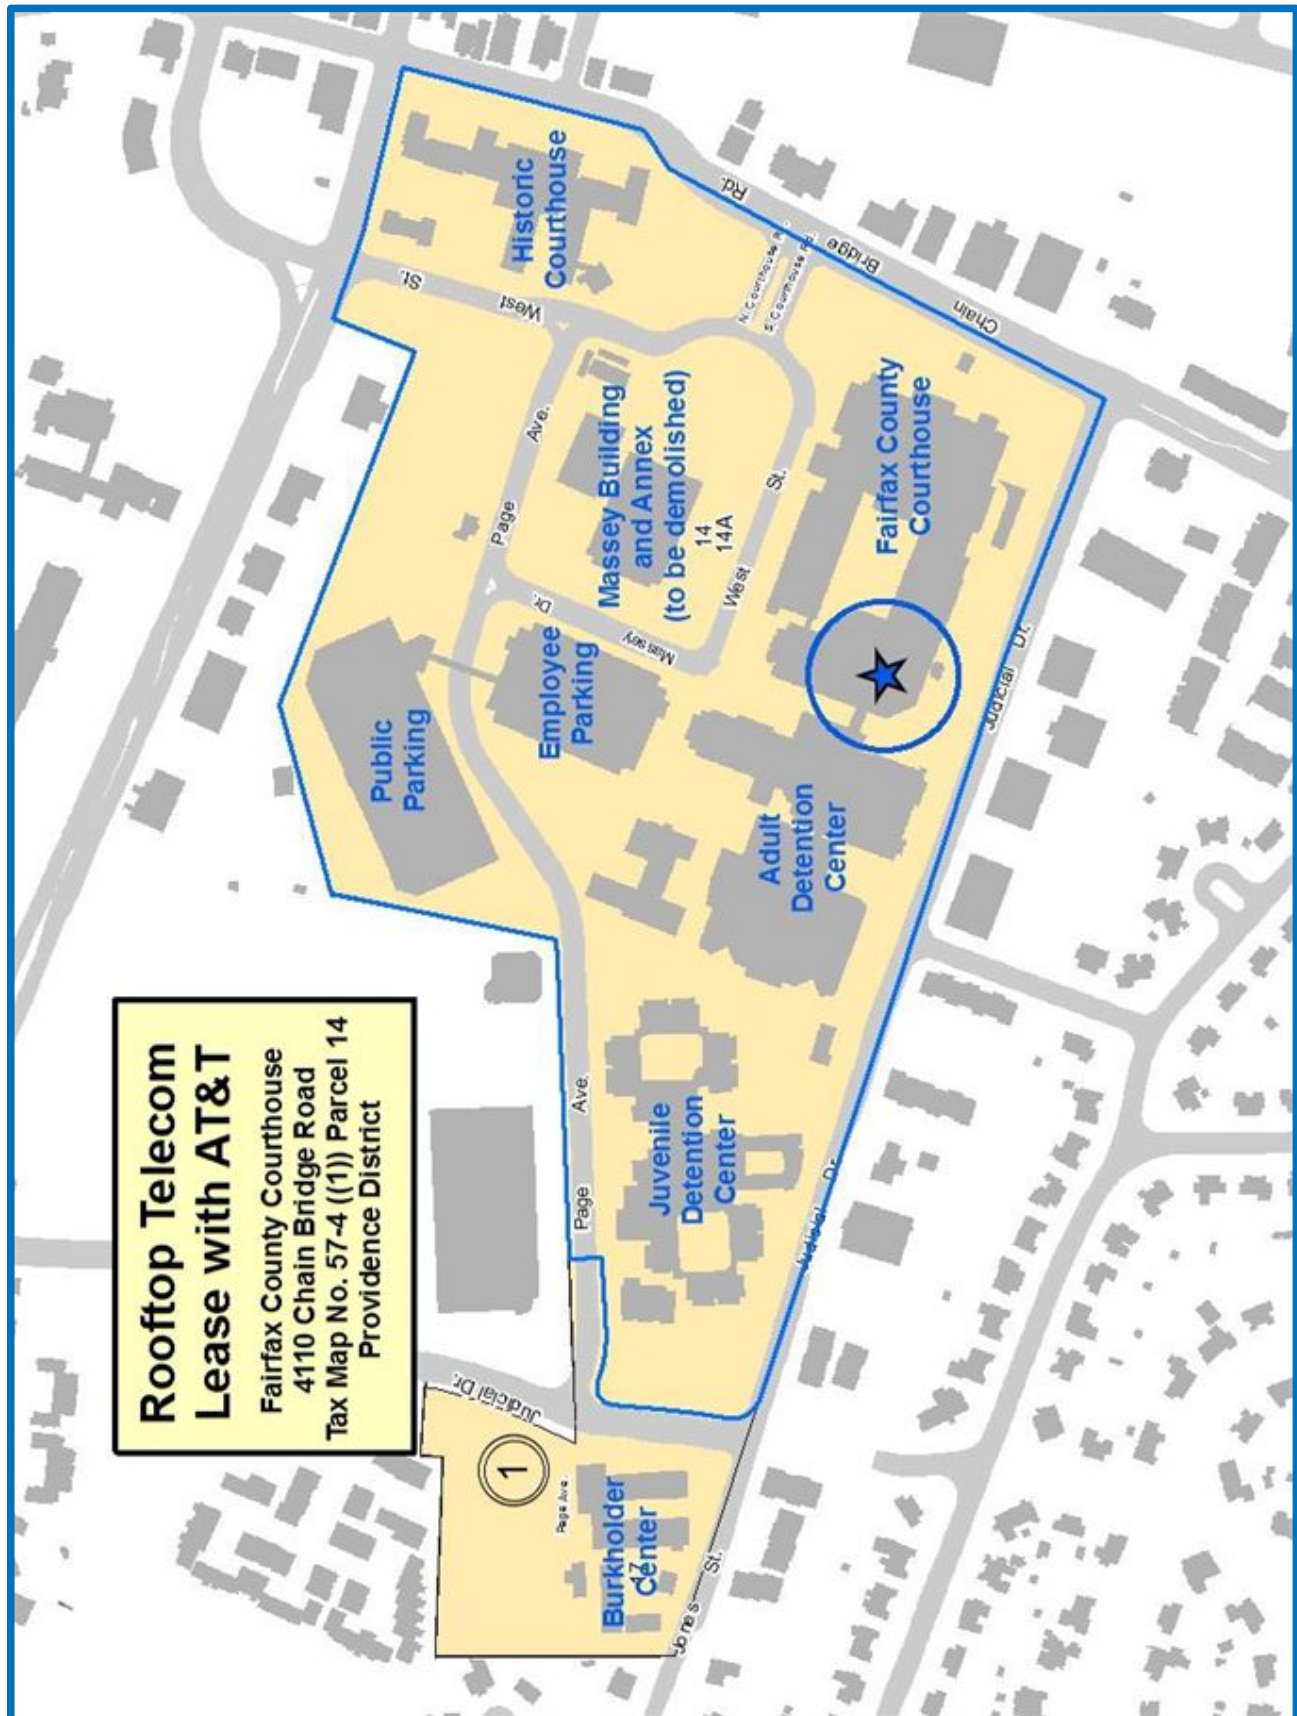 Rooftop Telecom
Lease with AT&T
Fairfax County Courthouse
4110 Chain Bridge Road
Tax Map No. 57-4 ((1)) Parcel 14
Providence District
Judicial Dr.
1
Page Ave.
Burkholder
Center
17
Jones St.
Page Ave.
Juvenile
Detention
Center
Judicial Dr.
Public
Parking
Employee
Parking
Adult
Detention
Center
Page Ave.
Massey Dr.
Massey Building
and Annex
(to be demolished)
14
14A
West St.
West St.
Historic
Courthouse
N. Courthouse
S. Courthouse Rd.
Fairfax County
Courthouse
Judicial Dr.
Chain Bridge Rd.